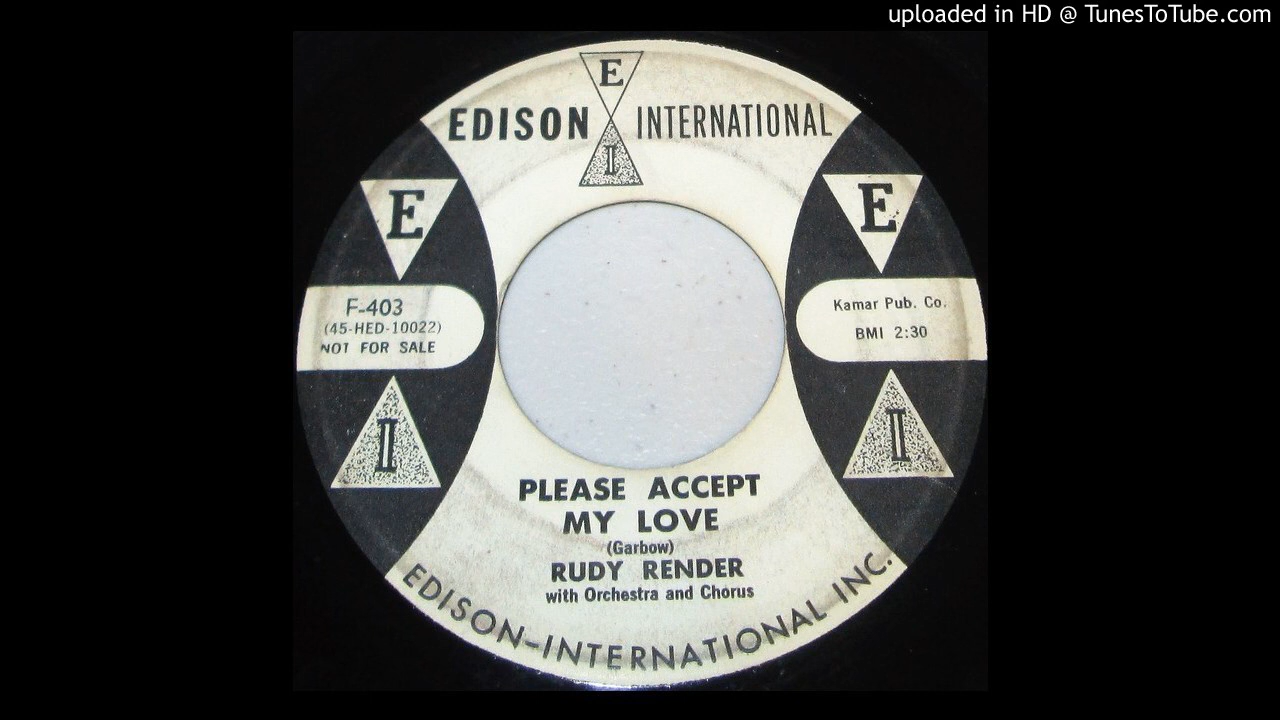 uploaded in HD @ TunesToTube.com
E
EDISON INTERNATIONAL
I
E
E
F-403
(45-HED-10022)
NOT FOR SALE
Kamar Pub. Co.
BMI 2:30
I
I
PLEASE ACCEPT
MY LOVE
(Garbow)
RUDY RENDER
with Orchestra and Chorus
EDISON-INTERNATIONAL INC.